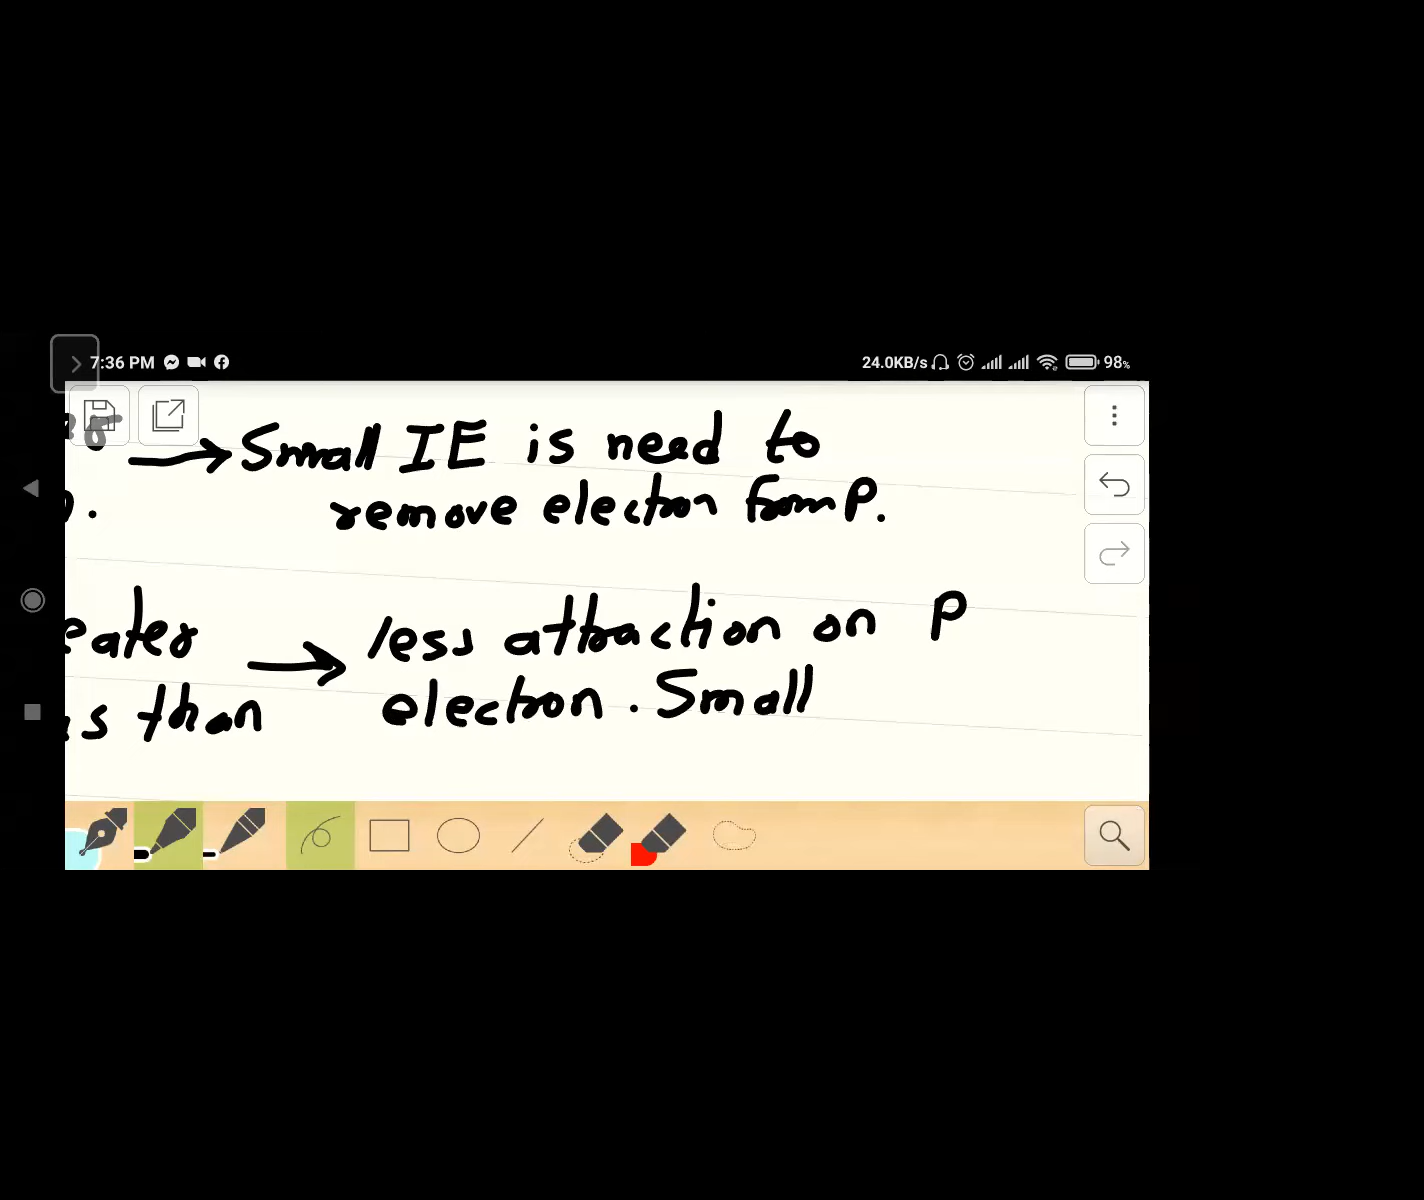 7:36 PM 24.0KB/s 98%
→ Small IE is need to
remove electron from P.
eater → less attraction on P
is than electron. Small